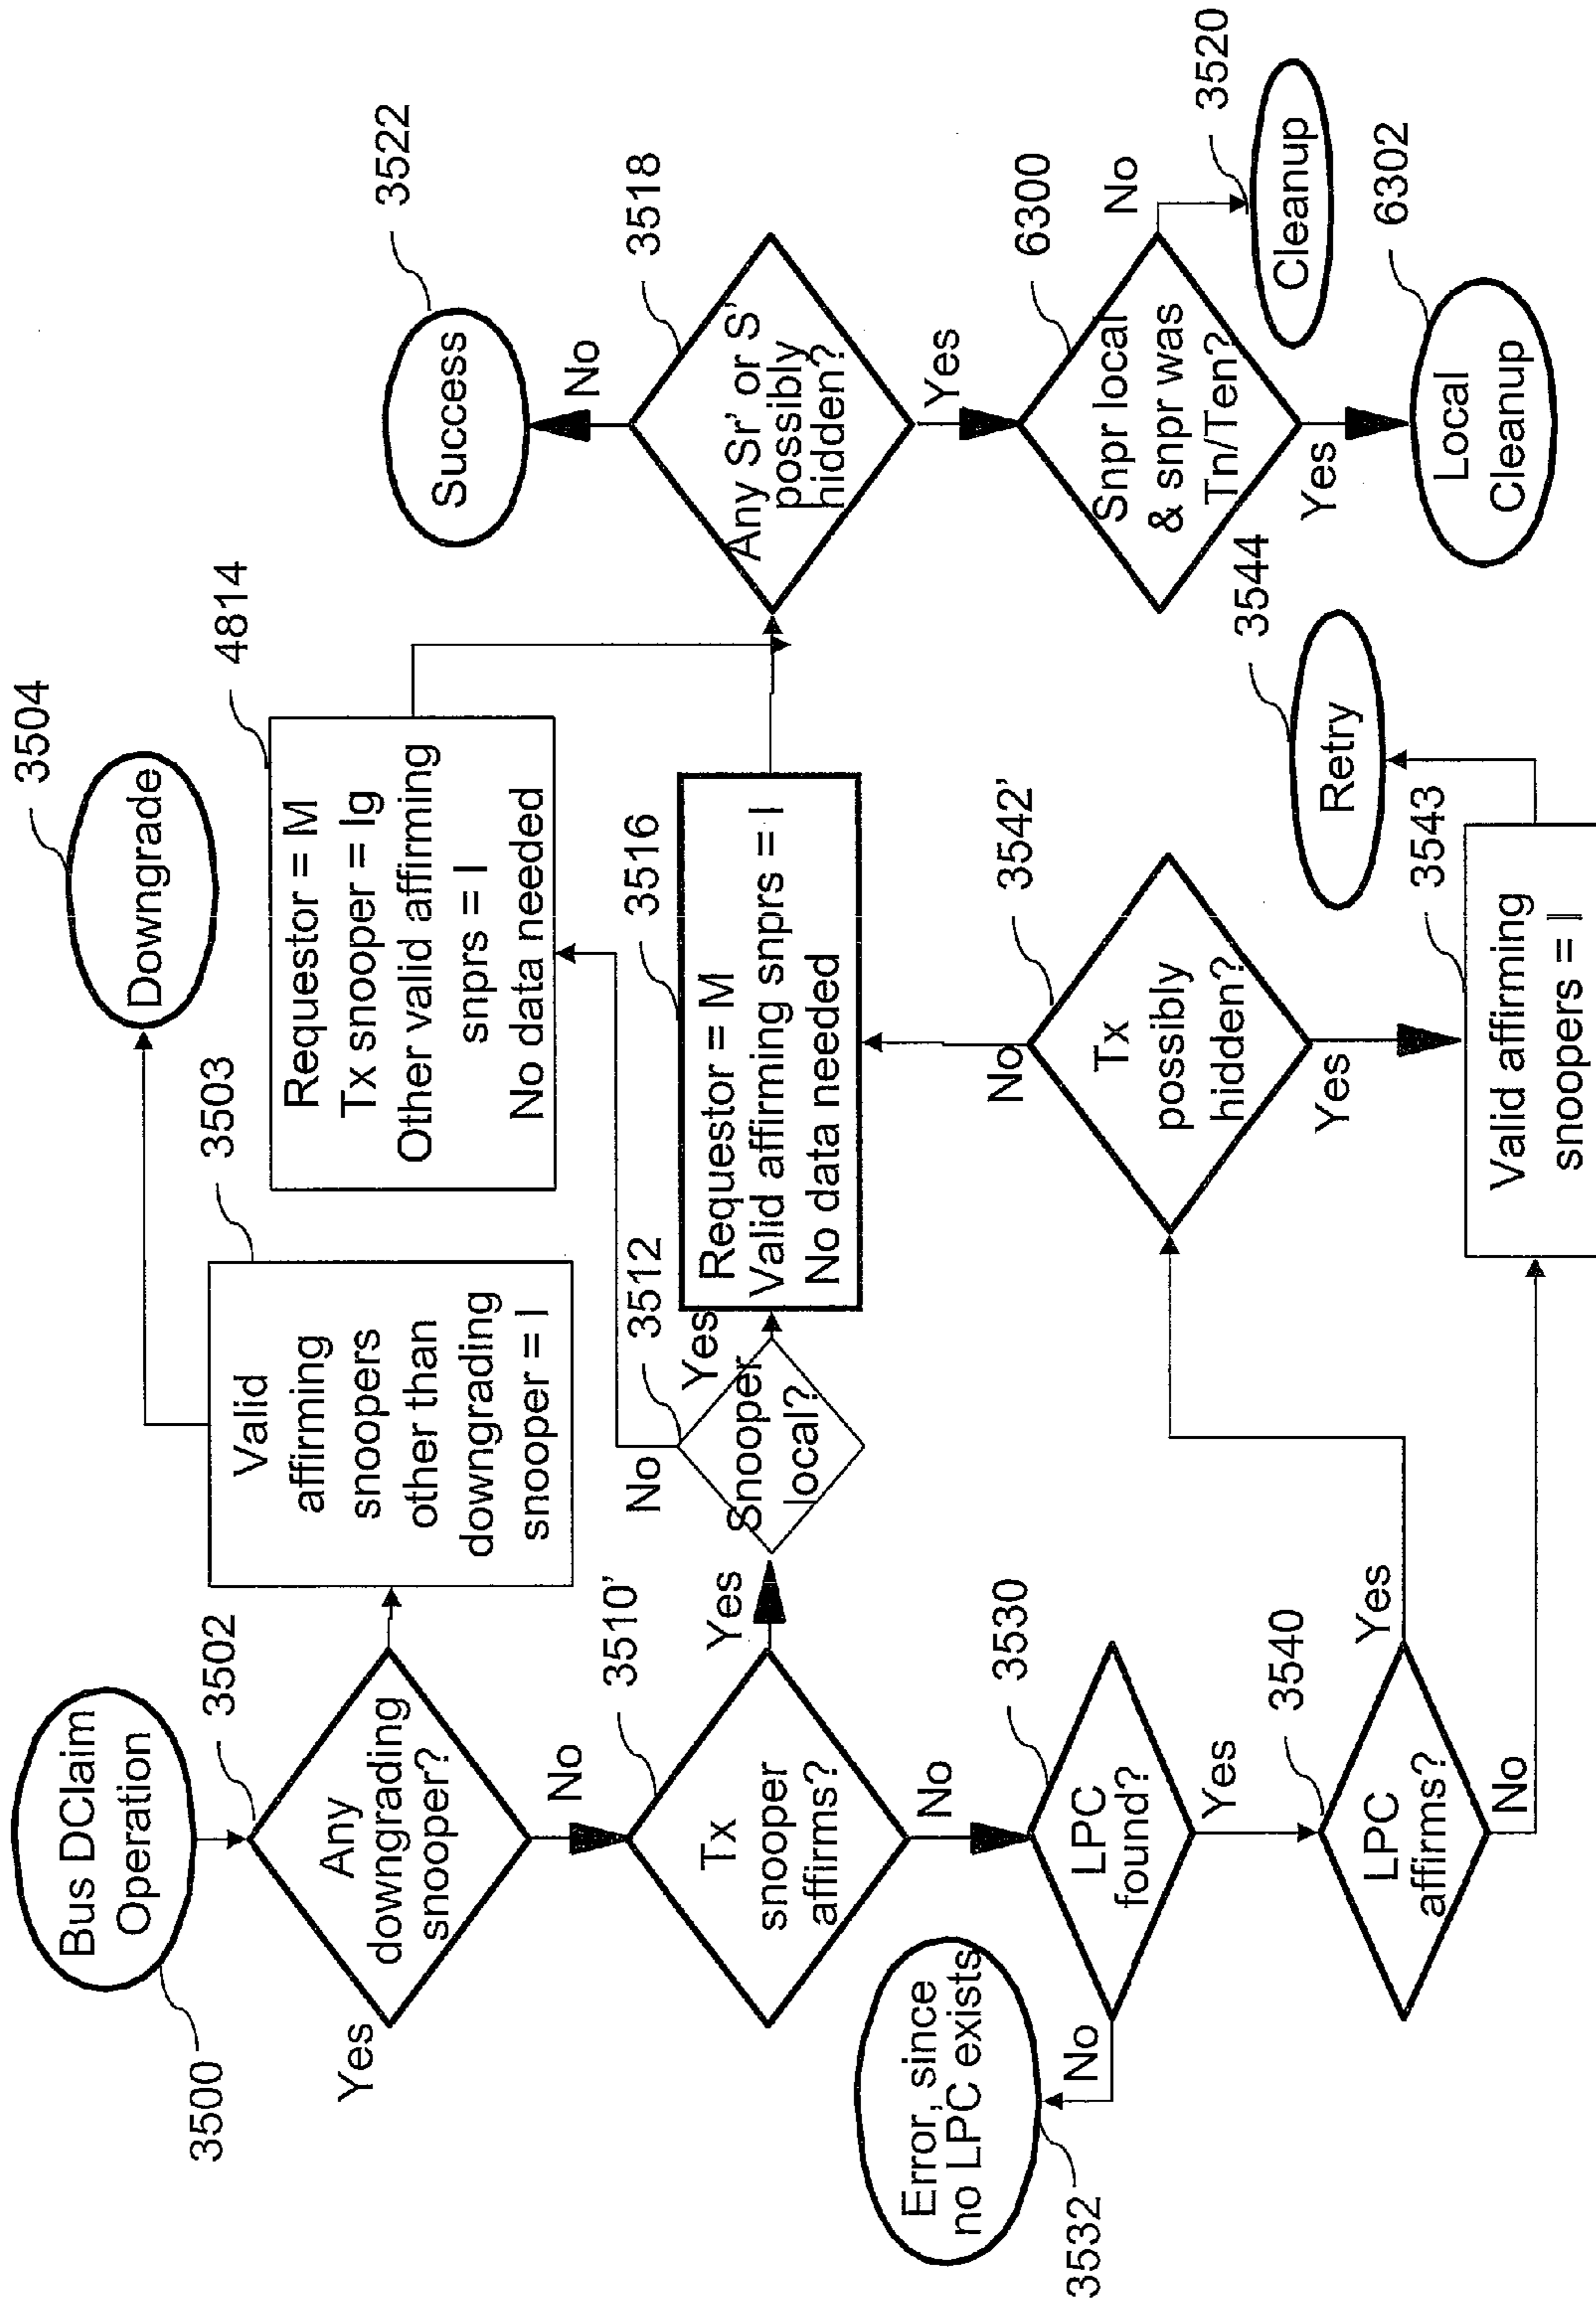 Bus DClaim
Operation
3500
Any
downgrading
snooper?
3502
Yes
No
Valid
affirming
snoopers
other than
downgrading
snooper = I
3503
Downgrade
3504
Tx
snooper
affirms?
3510'
Yes
No
Snooper
local?
3512
No
Yes
Requestor = M
Tx snooper = Ig
Other valid affirming
snprs = I
No data needed
4814
Requestor = M
Valid affirming snprs = I
No data needed
3516
Any Sr' or S'
possibly
hidden?
3518
No
Yes
Success
3522
Snpr local
& snpr was
Tn/Ten?
6300
No
Yes
Cleanup
3520
Local
Cleanup
6302
LPC
found?
3530
No
Yes
Error, since
no LPC exists
3532
LPC
affirms?
3540
Yes
No
Tx
possibly
hidden?
3542'
No
Yes
Valid affirming
snoopers = I
3543
Retry
3544